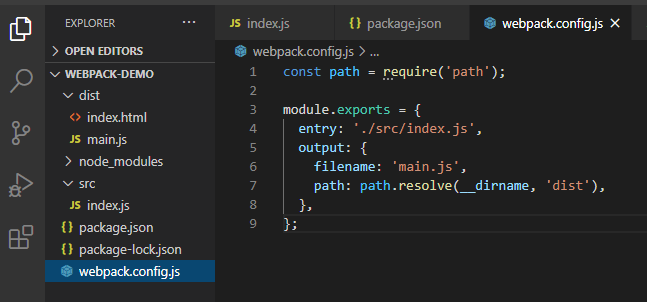 EXPLORER ...
OPEN EDITORS
WEBPACK-DEMO
dist
<> index.html
JS main.js
node_modules
src
JS index.js
{} package.json
{} package-lock.json
webpack.config.js
JS index.js {} package.json webpack.config.js ×
webpack.config.js > ...
1 const path = require('path');
2
3 module.exports = {
4 entry: './src/index.js',
5 output: {
6 filename: 'main.js',
7 path: path.resolve(__dirname, 'dist'),
8 },
9 };